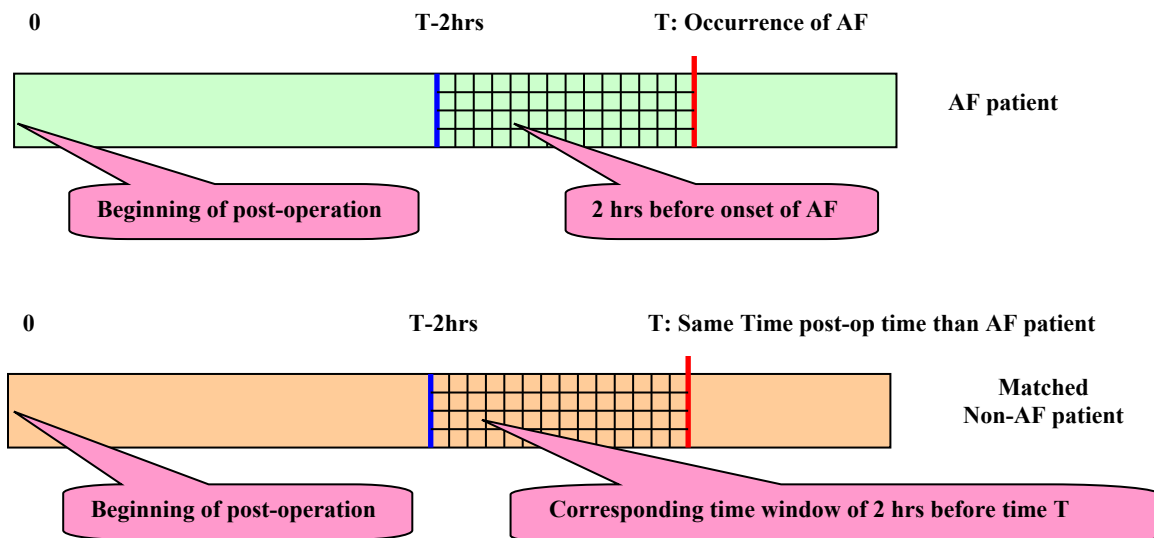 0
T-2hrs
T: Occurrence of AF
AF patient
Beginning of post-operation
2 hrs before onset of AF
0
T-2hrs
T: Same Time post-op time than AF patient
Matched
Non-AF patient
Beginning of post-operation
Corresponding time window of 2 hrs before time T